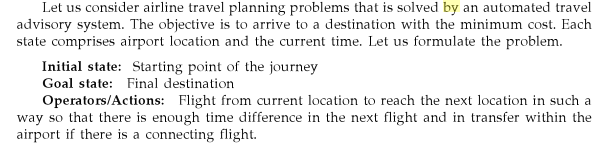 Let us consider airline travel planning problems that is solved by an automated travel
advisory system. The objective is to arrive to a destination with the minimum cost. Each
state comprises airport location and the current time. Let us formulate the problem.
Initial state: Starting point of the journey
Goal state: Final destination
Operators/Actions: Flight from current location to reach the next location in such a
way so that there is enough time difference in the next flight and in transfer within the
airport if there is a connecting flight.